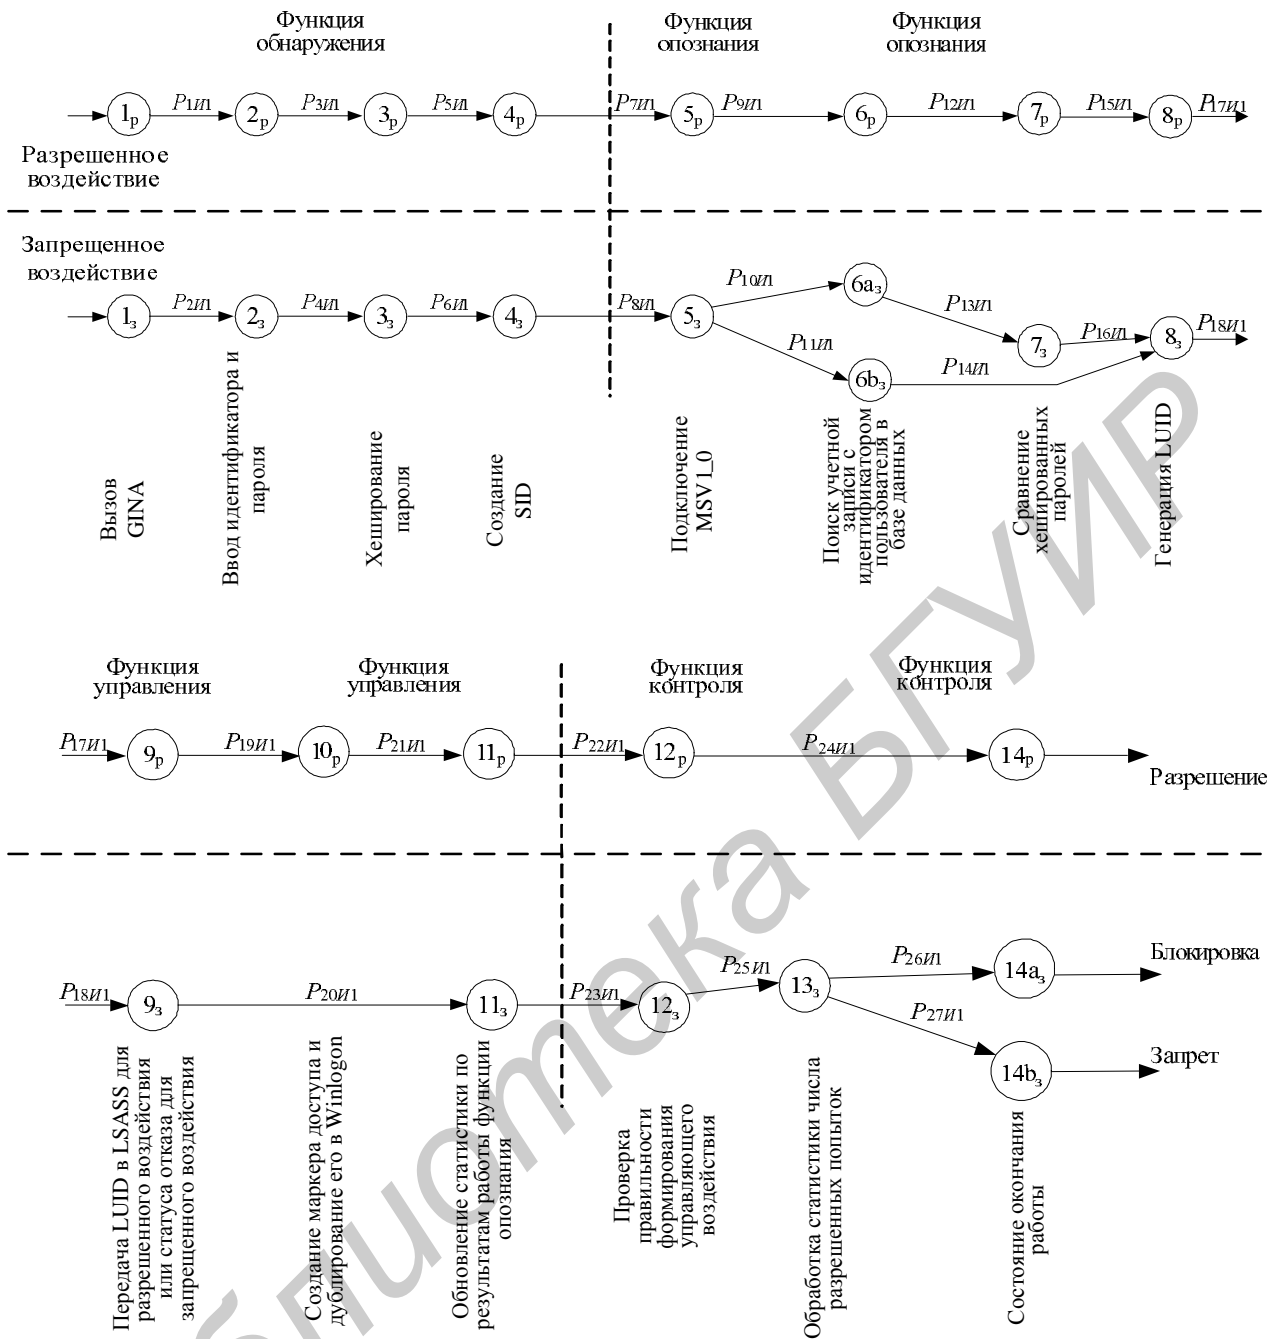 Функция
обнаружения
Функция
опознания
Функция
опознания
1р
P1И1
2р
P3И1
3р
P5И1
4р
P7И1
5р
P9И1
6р
P12И1
7р
P15И1
8р
P17И1
Разрешенное
воздействие
Запрещенное
воздействие
1з
P2И1
2з
P4И1
3з
P6И1
4з
P8И1
5з
P10И1
6aз
P13И1
P11И1
6bз
P14И1
7з
P16И1
8з
P18И1
Вызов
GINA
Ввод идентификатора и
пароля
Хеширование
пароля
Создание
SID
Подключение
MSV1_0
Поиск учетной
записи с
идентификатором
пользователя в
базе данных
Сравнение
хешированных
паролей
Генерация LUID
Функция
управления
Функция
управления
Функция
контроля
Функция
контроля
P17И1
9р
P19И1
10р
P21И1
11р
P22И1
12р
P24И1
14р
Разрешение
P18И1
9з
P20И1
11з
P23И1
12з
P25И1
13з
P26И1
14aз
Блокировка
P27И1
14bз
Запрет
Передача LUID в LSASS для
разрешенного воздействия
или статуса отказа для
запрещенного воздействия
Создание маркера доступа и
дублирование его в Winlogon
Обновление статистики по
результатам работы функции
опознания
Проверка
правильности
формирования
управляющего
воздействия
Обработка статистики числа
разрешенных попыток
Состояние окончания
работы
блиотека БГУИР